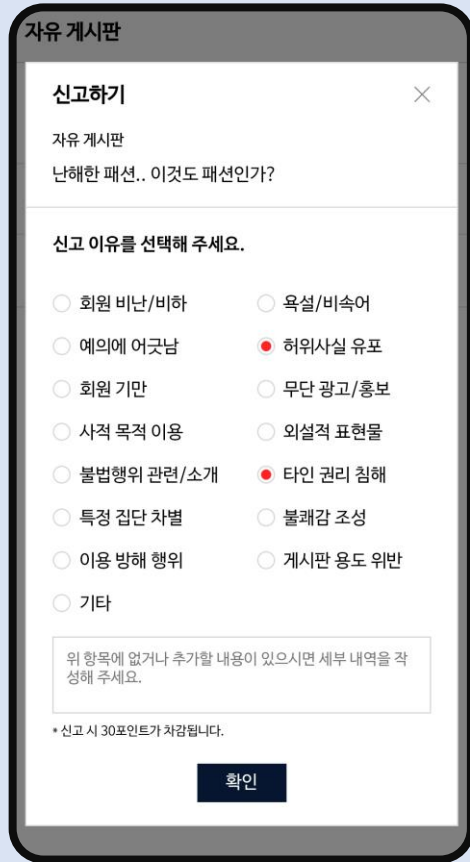 자유 게시판
신고하기
자유 게시판
난해한 패션.. 이것도 패션인가?
신고 이유를 선택해 주세요.
회원 비난/비하
욕설/비속어
예의에 어긋남
허위사실 유포
회원 기만
무단 광고/홍보
사적 목적 이용
외설적 표현물
불법행위 관련/소개
타인 권리 침해
특정 집단 차별
불쾌감 조성
이용 방해 행위
게시판 용도 위반
기타
위 항목에 없거나 추가할 내용이 있으시면 세부 내역을 작
성해 주세요.
* 신고 시 30포인트가 차감됩니다.
확인